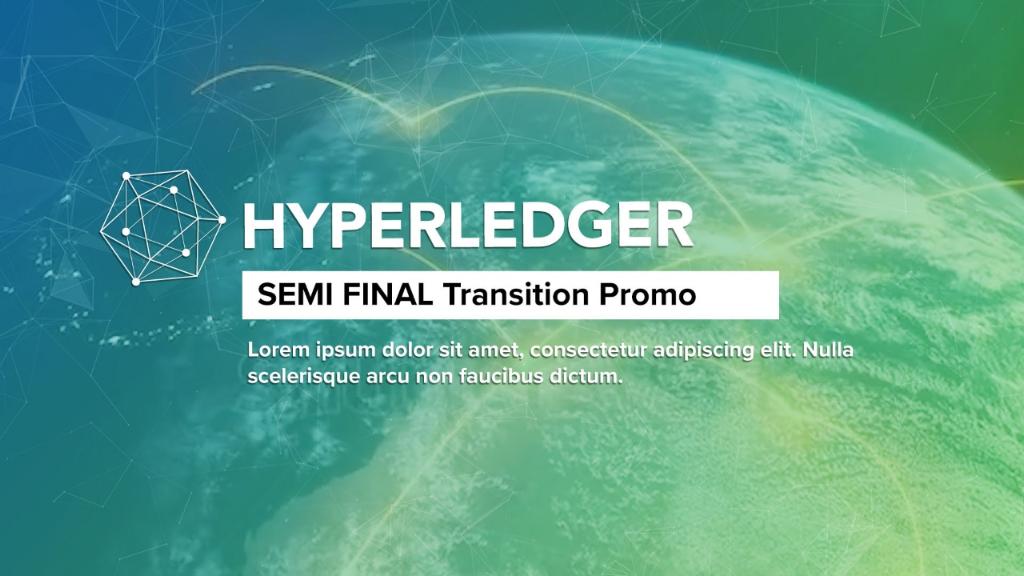 HYPERLEDGER
SEMI FINAL Transition Promo
Lorem ipsum dolor sit amet, consectetur adipiscing elit. Nulla
scelerisque arcu non faucibus dictum.